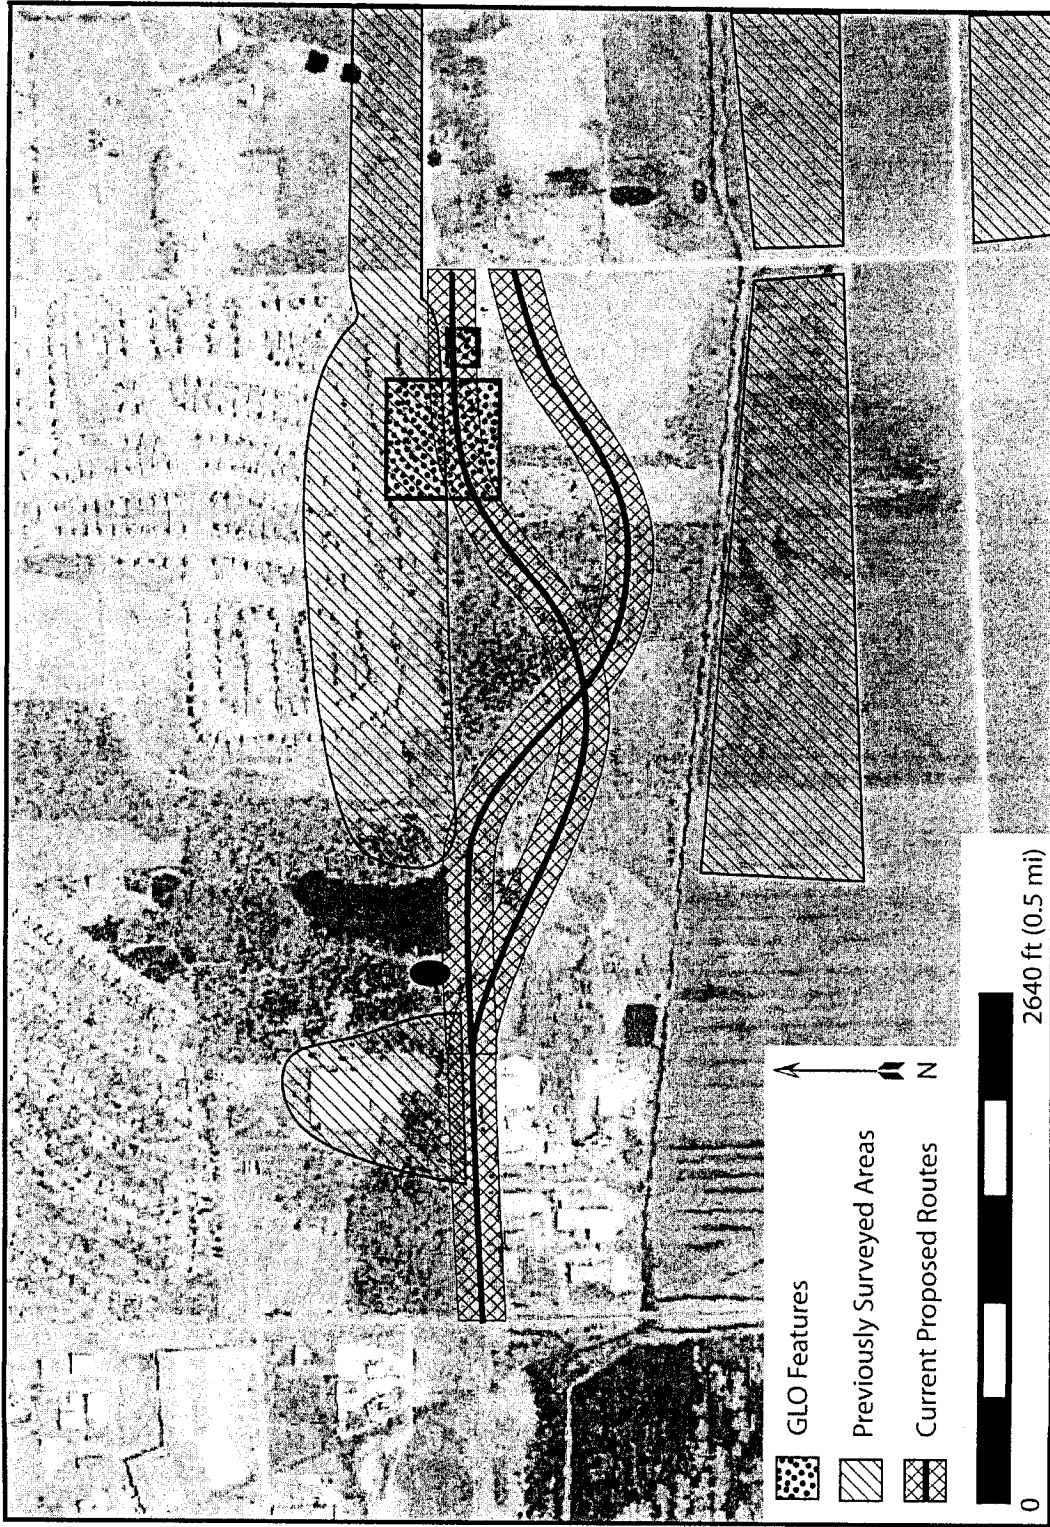 GLO Features
Previously Surveyed Areas
Current Proposed Routes
N
0
2640 ft (0.5 mi)